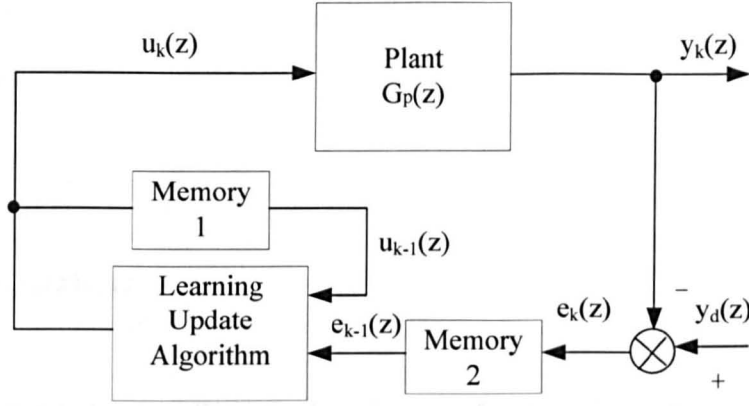 u_k(z)
Plant
G_p(z)
y_k(z)
Memory
1
u_{k-1}(z)
Learning
Update
Algorithm
e_{k-1}(z)
Memory
2
e_k(z)
−
y_d(z)
+